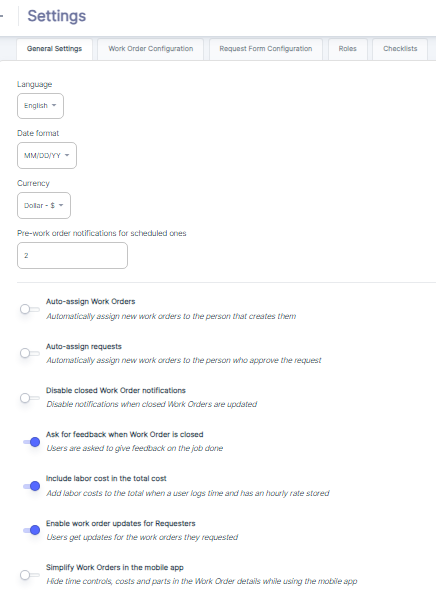 Settings
General Settings Work Order Configuration Request Form Configuration Roles Checklists
Language
English
Date format
MM/DD/YY
Currency
Dollar - $
Pre-work order notifications for scheduled ones
2
Auto-assign Work Orders
Automatically assign new work orders to the person that creates them
Auto-assign requests
Automatically assign new work orders to the person who approve the request
Disable closed Work Order notifications
Disable notifications when closed Work Orders are updated
Ask for feedback when Work Order is closed
Users are asked to give feedback on the job done
Include labor cost in the total cost
Add labor costs to the total when a user logs time and has an hourly rate stored
Enable work order updates for Requesters
Users get updates for the work orders they requested
Simplify Work Orders in the mobile app
Hide time controls, costs and parts in the Work Order details while using the mobile app